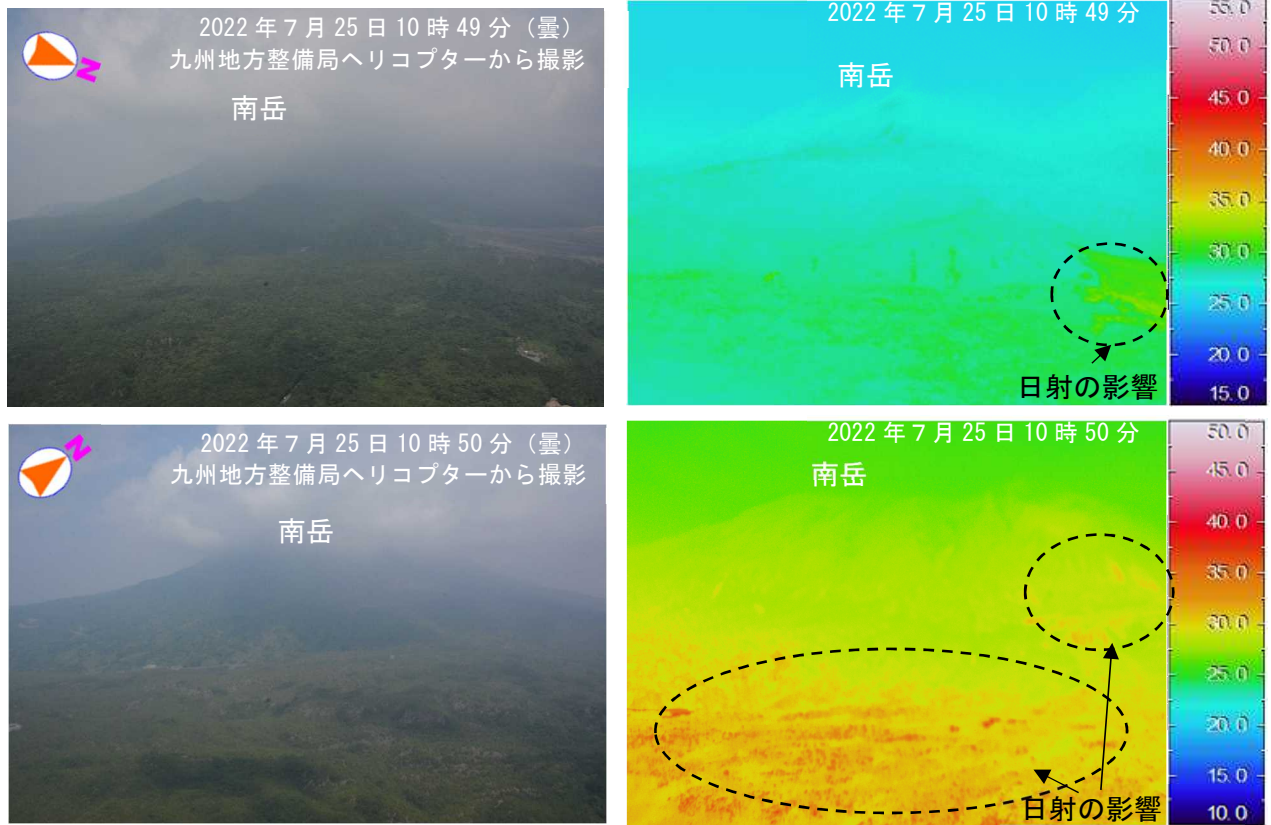 2022年7月25日10時49分（曇）
九州地方整備局ヘリコプターから撮影
南岳
N
2022年7月25日10時49分
南岳
日射の影響
55.0
50.0
45.0
40.0
35.0
30.0
25.0
20.0
15.0
2022年7月25日10時50分（曇）
九州地方整備局ヘリコプターから撮影
南岳
N
2022年7月25日10時50分
南岳
日射の影響
50.0
45.0
40.0
35.0
30.0
25.0
20.0
15.0
10.0